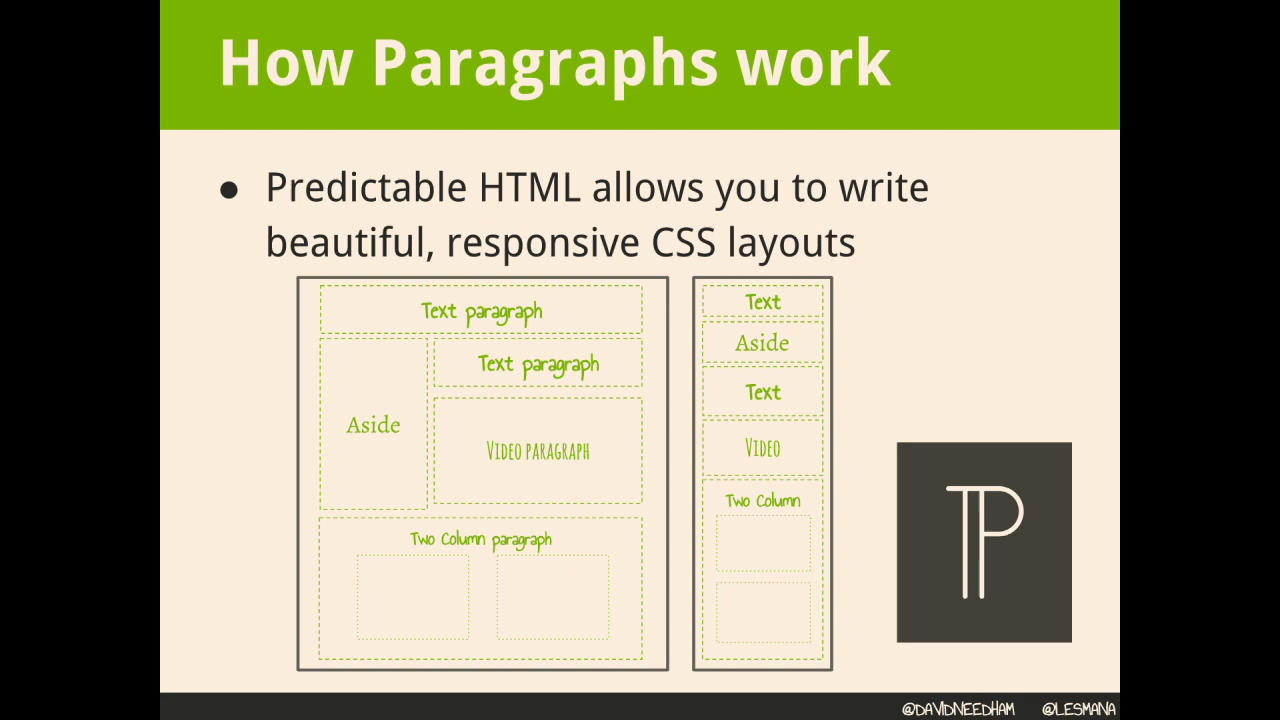 How Paragraphs work
● Predictable HTML allows you to write
beautiful, responsive CSS layouts
Text paragraph
Aside
Text paragraph
Video paragraph
Two Column paragraph
Text
Aside
Text
Video
Two Column
@DAVIDNEEDHAM @LESMANA